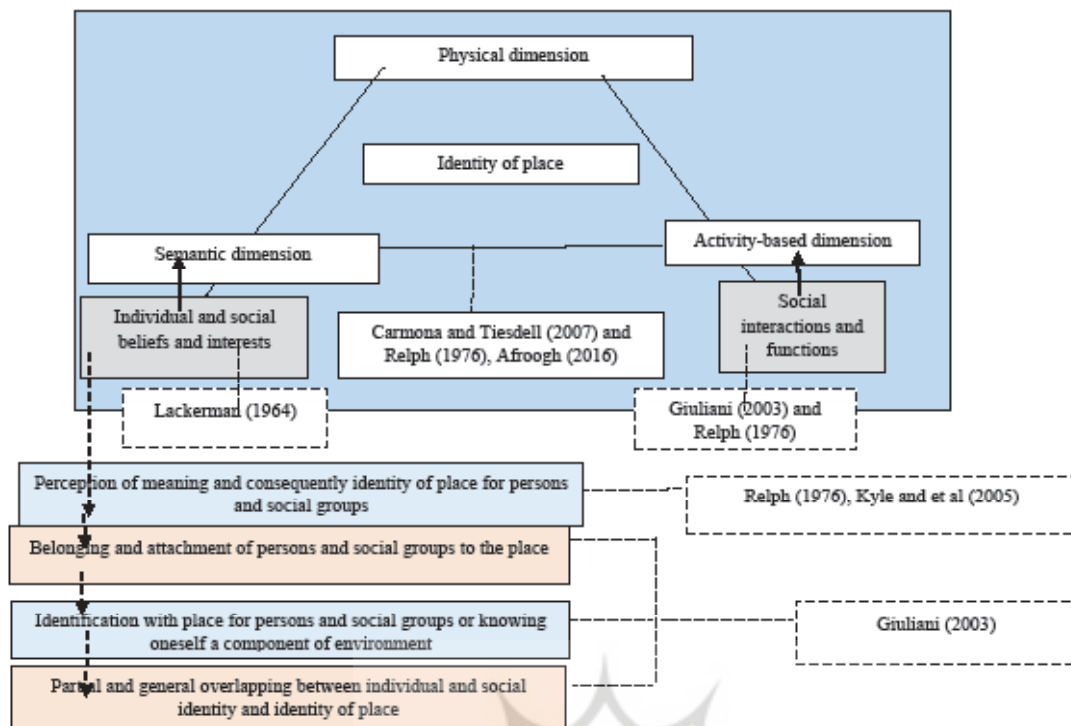 Physical dimension
Identity of place
Semantic dimension
Activity-based dimension
Individual and social
beliefs and interests
Carmona and Tiesdell (2007) and
Relph (1976), Afroogh (2016)
Social
interactions and
functions
Lackerman (1964)
Giuliani (2003) and
Relph (1976)
Perception of meaning and consequently identity of place for persons
and social groups
Relph (1976), Kyle and et al (2005)
Belonging and attachment of persons and social groups to the place
Identification with place for persons and social groups or knowing
oneself a component of environment
Giuliani (2003)
Partial and general overlapping between individual and social
identity and identity of place